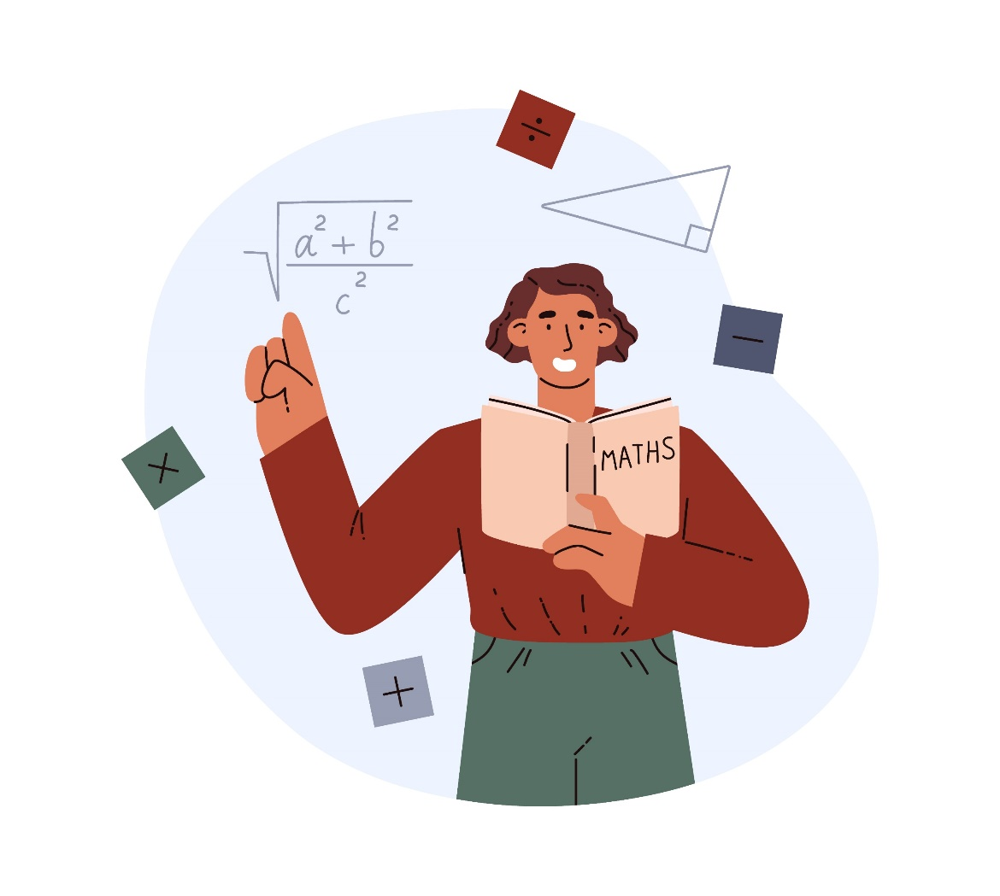 ÷
√((a² + b²) / c²)
−
MATHS
×
+